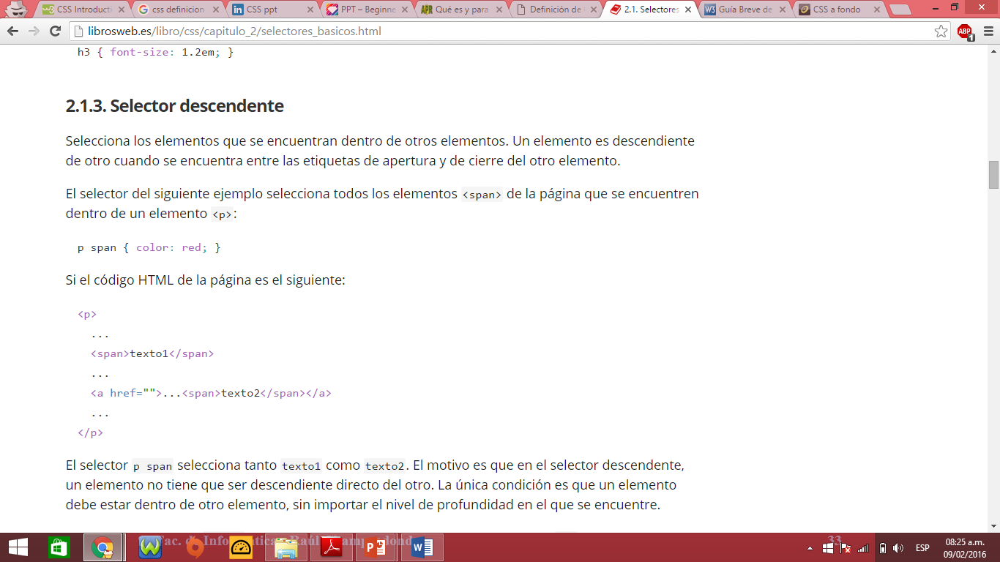 CSS Introducti
css definicion
CSS ppt
PPT – Beginne
Qué es y para
Definición de
2.1. Selectores
Guía Breve de
CSS a fondo
librosweb.es/libro/css/capitulo_2/selectores_basicos.html
h3 { font-size: 1.2em; }
2.1.3. Selector descendente
Selecciona los elementos que se encuentran dentro de otros elementos. Un elemento es descendiente
de otro cuando se encuentra entre las etiquetas de apertura y de cierre del otro elemento.
El selector del siguiente ejemplo selecciona todos los elementos <span> de la página que se encuentren
dentro de un elemento <p>:
p span { color: red; }
Si el código HTML de la página es el siguiente:
<p>
...
<span>texto1</span>
...
<a href="">...<span>texto2</span></a>
...
</p>
El selector p span selecciona tanto texto1 como texto2. El motivo es que en el selector descendente,
un elemento no tiene que ser descendiente directo del otro. La única condición es que un elemento
debe estar dentro de otro elemento, sin importar el nivel de profundidad en el que se encuentre.
33
ESP
08:25 a.m.
09/02/2016